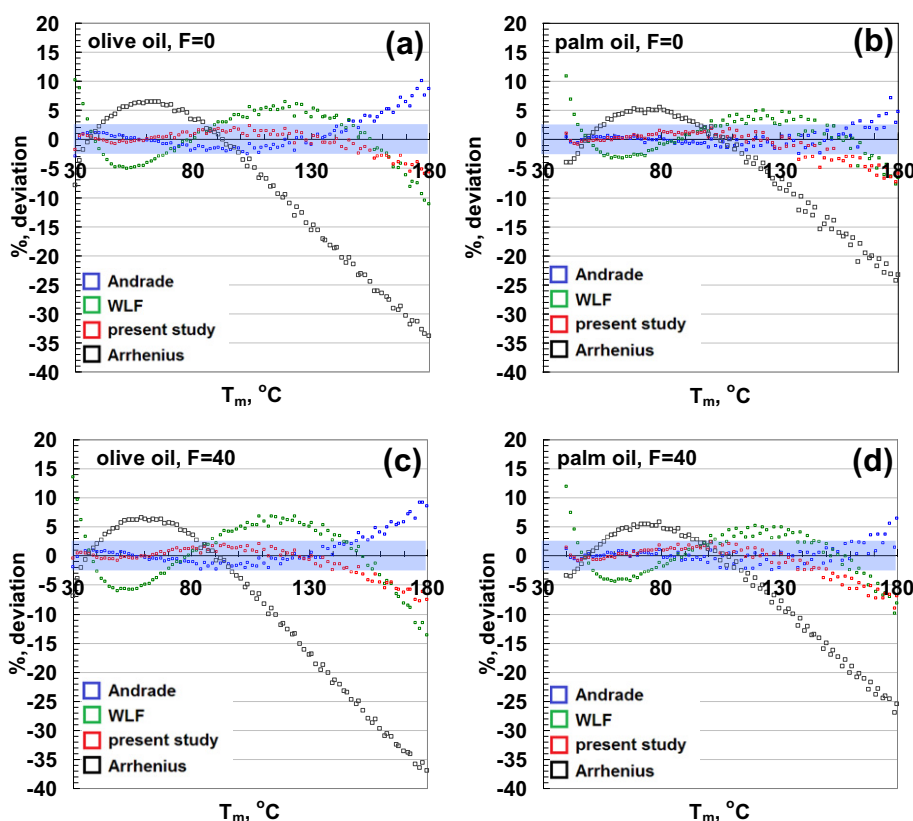 olive oil, F=0
(a)
%, deviation
20
15
10
5
0
-5
-10
-15
-20
-25
-30
-35
-40
30
80
130
180
Andrade
WLF
present study
Arrhenius
Tm, °C
palm oil, F=0
(b)
%, deviation
20
15
10
5
0
-5
-10
-15
-20
-25
-30
-35
-40
30
80
130
180
Andrade
WLF
present study
Arrhenius
Tm, °C
olive oil, F=40
(c)
%, deviation
20
15
10
5
0
-5
-10
-15
-20
-25
-30
-35
-40
30
80
130
180
Andrade
WLF
present study
Arrhenius
Tm, °C
palm oil, F=40
(d)
%, deviation
20
15
10
5
0
-5
-10
-15
-20
-25
-30
-35
-40
30
80
130
180
Andrade
WLF
present study
Arrhenius
Tm, °C